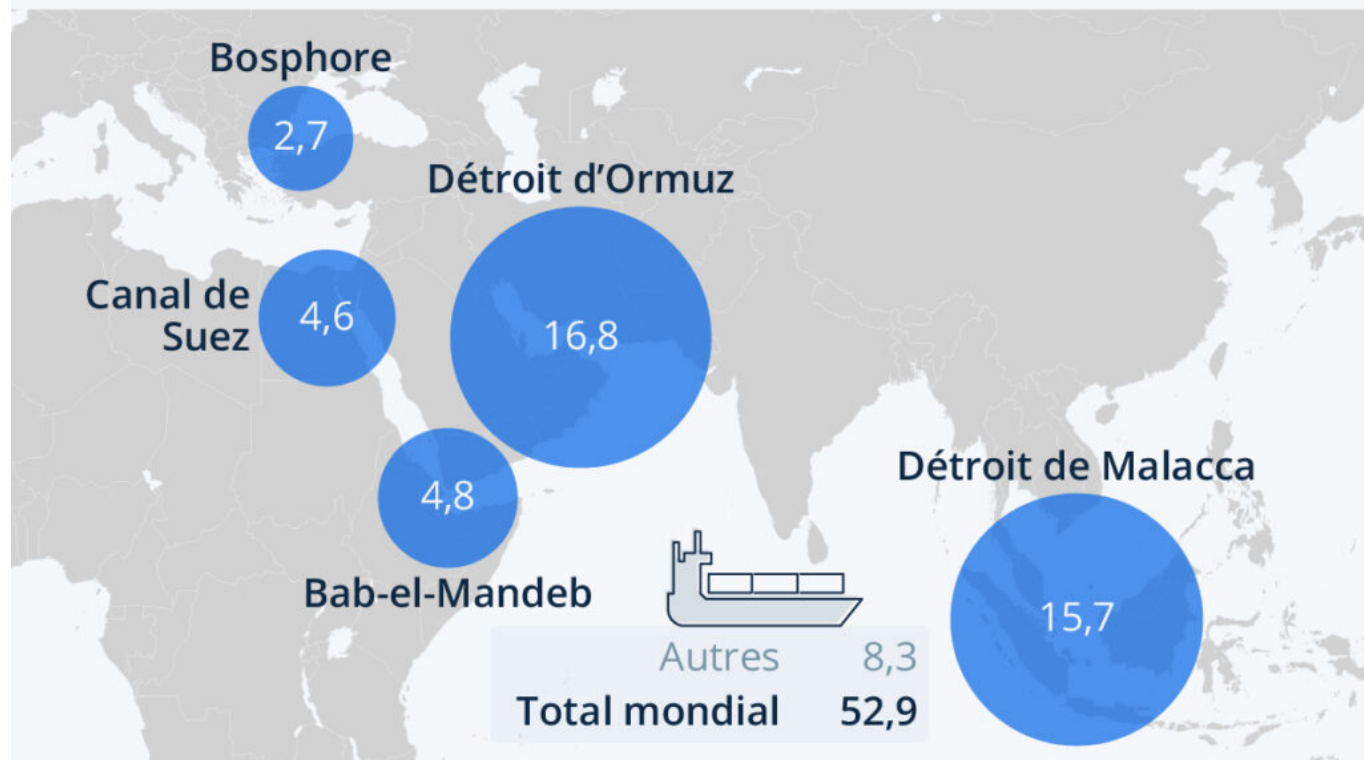 Bosphore
2,7
Détroit d’Ormuz
16,8
Canal de
Suez
4,6
4,8
Bab-el-Mandeb
Détroit de Malacca
15,7
Autres 8,3
Total mondial 52,9